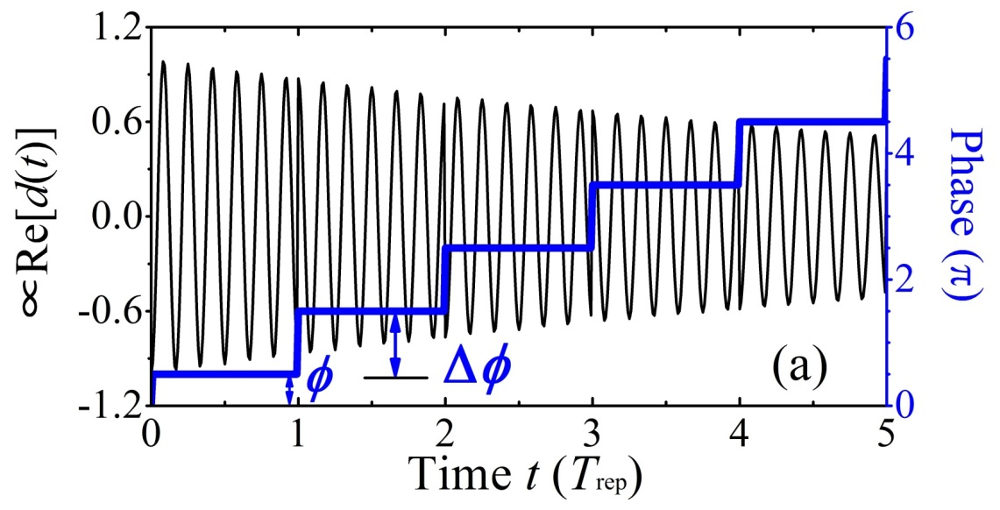 1.2
0.6
0.0
-0.6
-1.2
∝Re[d(t)]
6
4
2
0
Phase (π)
ϕ
Δϕ
(a)
0 1 2 3 4 5
Time t (T_rep)